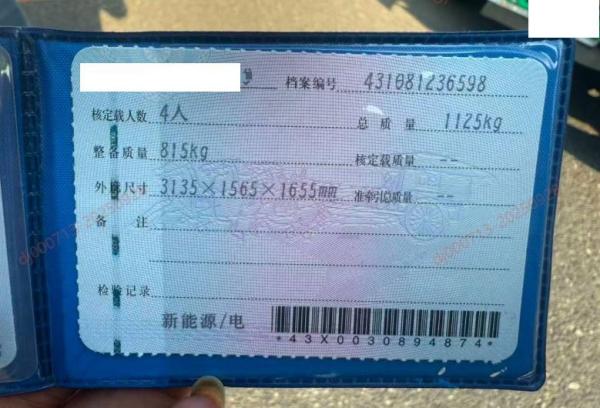 号 档案编号 431081236598
核定载人数 4人 总质量 1125kg
整备质量 815kg 核定载质量 --
外廓尺寸 3135×1565×1655mm 准牵引总质量 --
备注
检验记录
新能源/电
*43X0030894874*